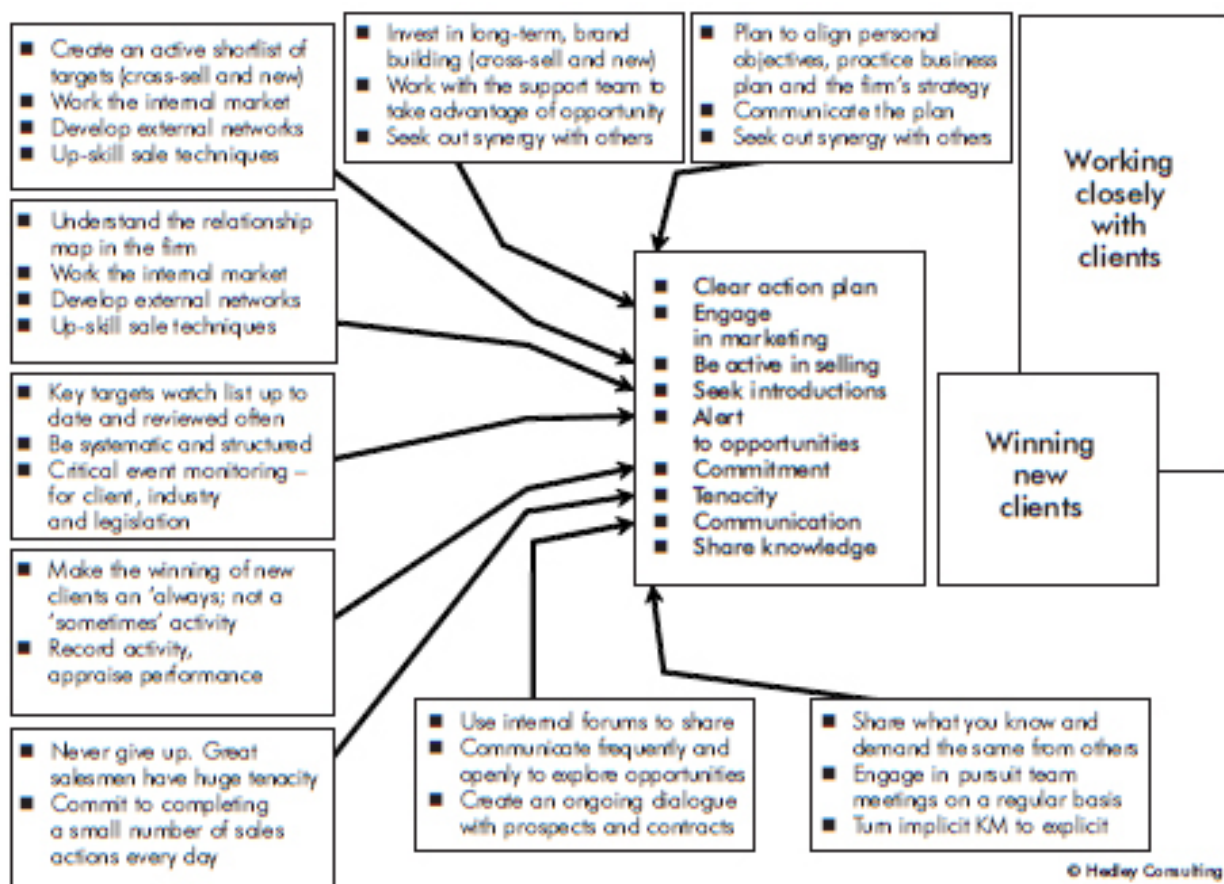 Create an active shortlist of
targets (cross-sell and new)
Work the internal market
Develop external networks
Up-skill sale techniques
Invest in long-term, brand
building (cross-sell and new)
Work with the support team to
take advantage of opportunity
Seek out synergy with others
Plan to align personal
objectives, practice business
plan and the firm's strategy
Communicate the plan
Seek out synergy with others
Working
closely
with
clients
Understand the relationship
map in the firm
Work the internal market
Develop external networks
Up-skill sale techniques
Clear action plan
Engage
in marketing
Be active in selling
Seek introductions
Alert
to opportunities
Commitment
Tenacity
Communication
Share knowledge
Winning
new
clients
Key targets watch list up to
date and reviewed often
Be systematic and structured
Critical event monitoring –
for client, industry
and legislation
Make the winning of new
clients an 'always; not a
'sometimes' activity
Record activity,
appraise performance
Never give up. Great
salesmen have huge tenacity
Commit to completing
a small number of sales
actions every day
Use internal forums to share
Communicate frequently and
openly to explore opportunities
Create an ongoing dialogue
with prospects and contracts
Share what you know and
demand the same from others
Engage in pursuit team
meetings on a regular basis
Turn implicit KM to explicit
© Hedley Consulting